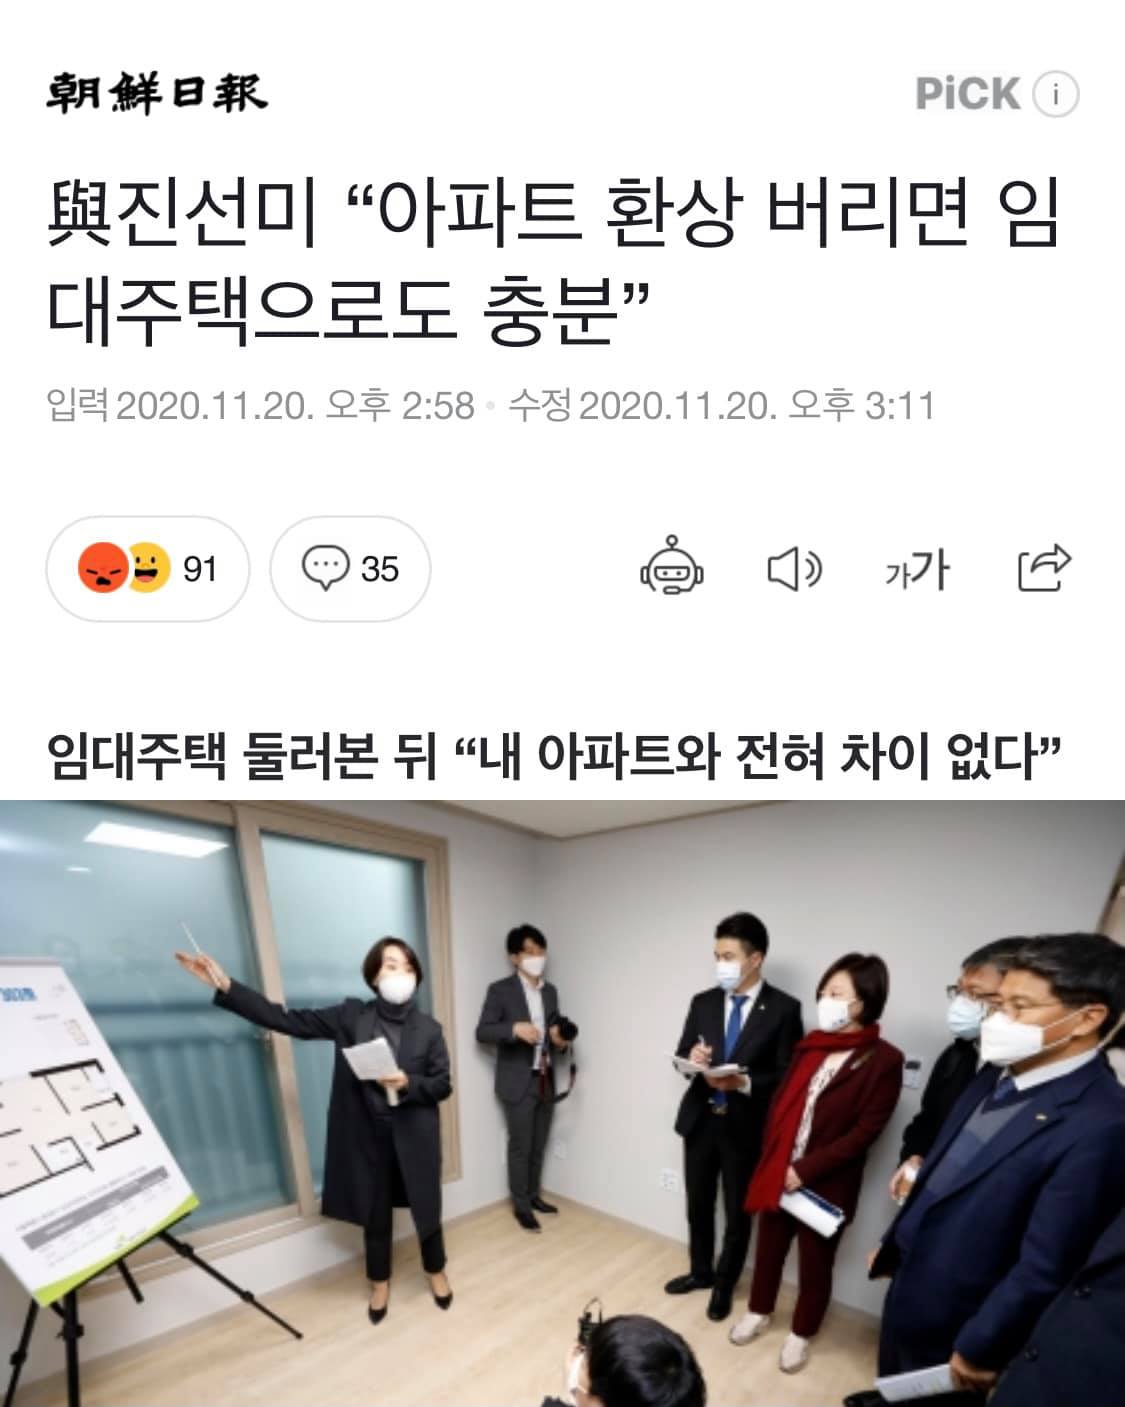 朝鮮日報
PiCK i
與진선미 “아파트 환상 버리면 임
대주택으로도 충분”
입력 2020.11.20. 오후 2:58 • 수정 2020.11.20. 오후 3:11
91 35 가가
임대주택 둘러본 뒤 “내 아파트와 전혀 차이 없다”